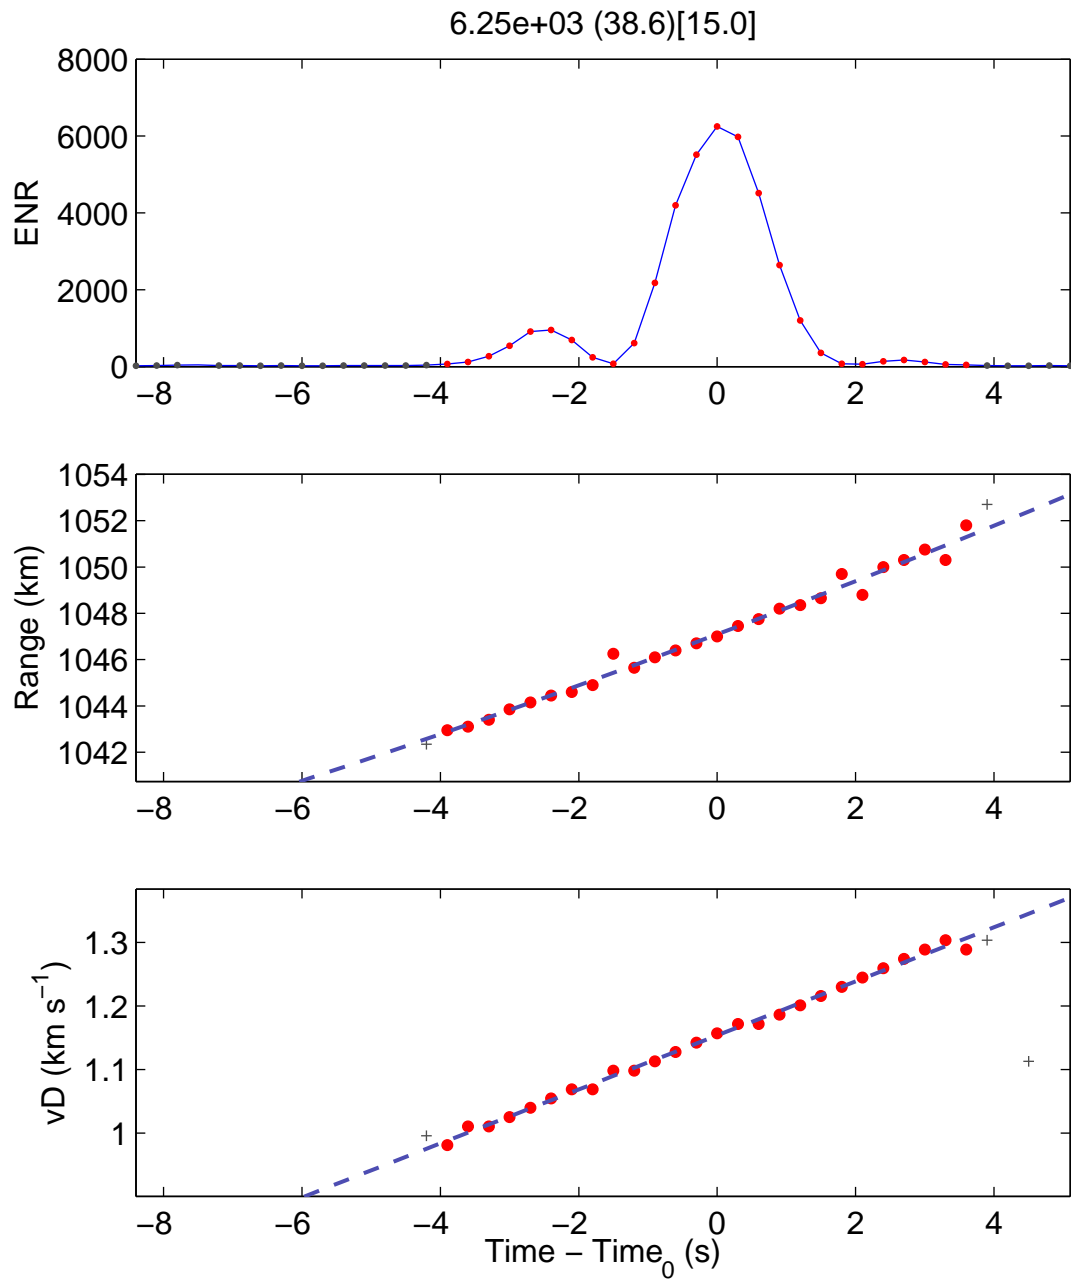 6.25e+03 (38.6)[15.0]
8000
6000
4000
2000
0
ENR
−8 −6 −4 −2 0 2 4
1054
1052
1050
1048
1046
1044
1042
Range (km)
−8 −6 −4 −2 0 2 4
1.3
1.2
1.1
1
vD (km s⁻¹)
−8 −6 −4 −2 0 2 4
Time − Time₀ (s)